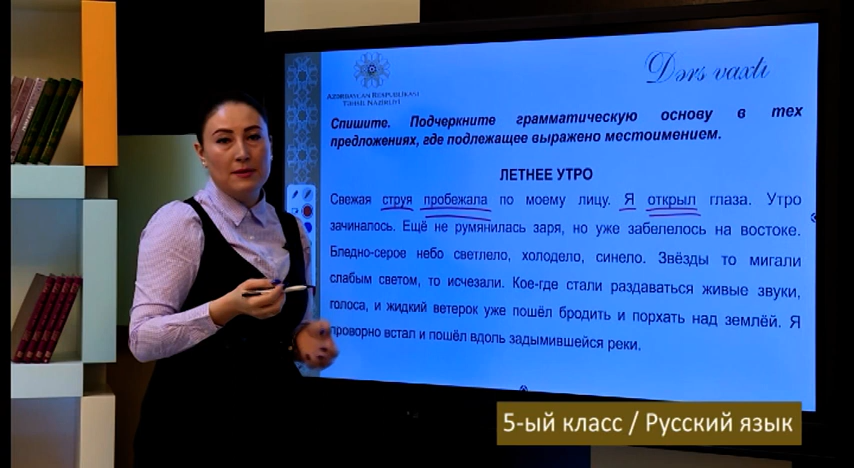 Dərs vaxtı
AZƏRBAYCAN RESPUBLİKASI
TƏHSİL NAZİRLİYİ
Спишите. Подчеркните грамматическую основу в тех
предложениях, где подлежащее выражено местоимением.
ЛЕТНЕЕ УТРО
Свежая струя пробежала по моему лицу. Я открыл глаза. Утро
зачиналось. Ещё не румянилась заря, но уже забелелось на востоке.
Бледно-серое небо светлело, холодело, синело. Звёзды то мигали
слабым светом, то исчезали. Кое-где стали раздаваться живые звуки,
голоса, и жидкий ветерок уже пошёл бродить и порхать над землёй. Я
проворно встал и пошёл вдоль задымившейся реки.
5-ый класс / Русский язык